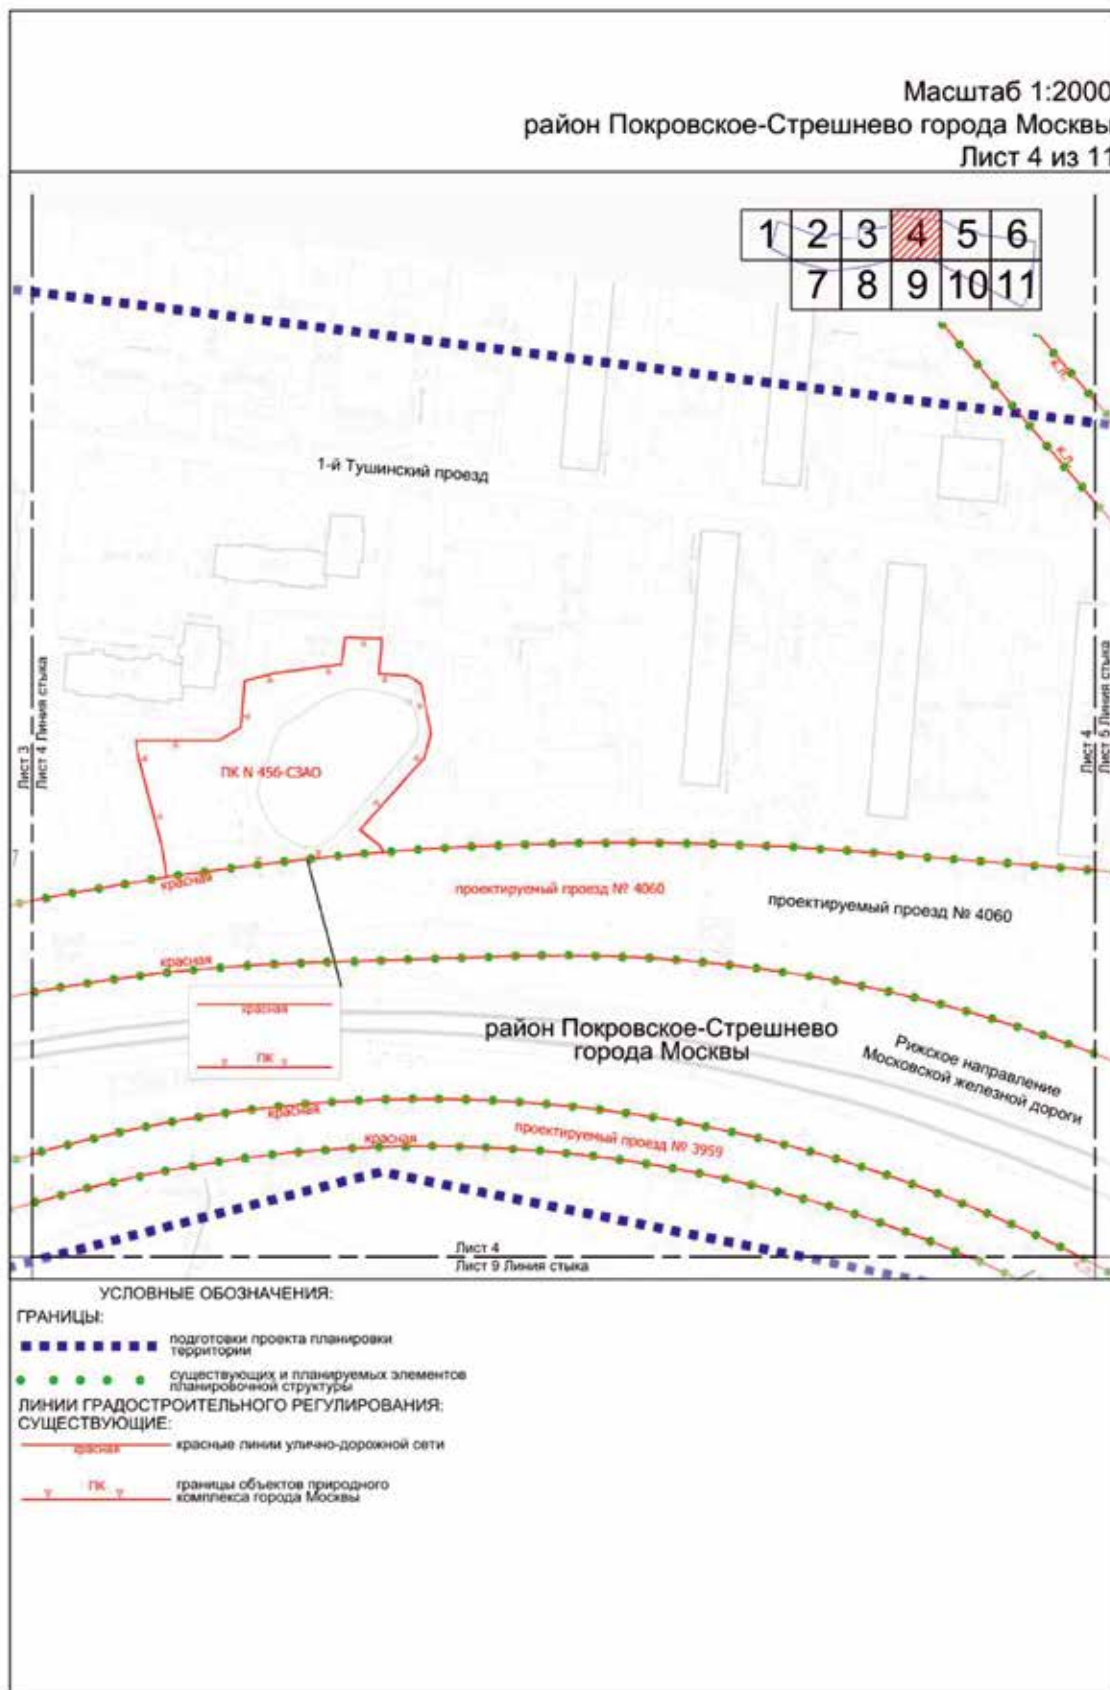 Масштаб 1:2000
район Покровское-Стрешнево города Москвы
Лист 4 из 11
1 2 3 4 5 6
7 8 9 10 11
к.л.
к.л.
1-й Тушинский проезд
Лист 3
Лист 4 Линия стыка
Лист 4
Лист 5 Линия стыка
ПК N 456-СЗАО
7
красная
проектируемый проезд № 4060
проектируемый проезд № 4060
красная
красная
ПК
район Покровское-Стрешнево
города Москвы
Рижское направление
Московской железной дороги
красная
красная
проектируемый проезд № 3959
к.л.
Лист 4
Лист 9 Линия стыка
УСЛОВНЫЕ ОБОЗНАЧЕНИЯ:
ГРАНИЦЫ:
подготовки проекта планировки
территории
существующих и планируемых элементов
планировочной структуры
ЛИНИИ ГРАДОСТРОИТЕЛЬНОГО РЕГУЛИРОВАНИЯ:
СУЩЕСТВУЮЩИЕ:
красная
красные линии улично-дорожной сети
ПК
границы объектов природного
комплекса города Москвы